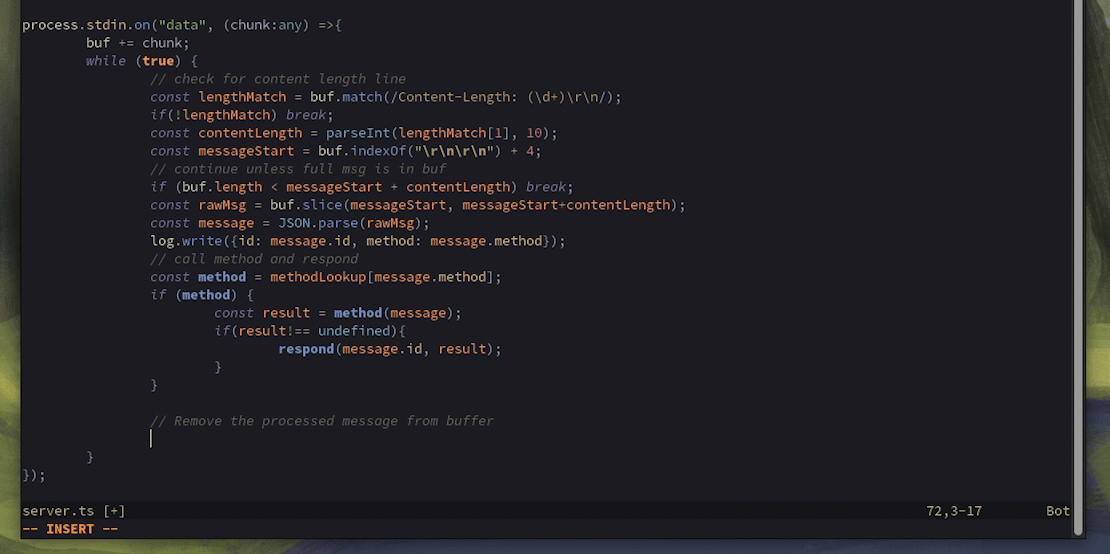 process.stdin.on("data", (chunk:any) =>{
buf += chunk;
while (true) {
// check for content length line
const lengthMatch = buf.match(/Content-Length: (\d+)\r\n/);
if(!lengthMatch) break;
const contentLength = parseInt(lengthMatch[1], 10);
const messageStart = buf.indexOf("\r\n\r\n") + 4;
// continue unless full msg is in buf
if (buf.length < messageStart + contentLength) break;
const rawMsg = buf.slice(messageStart, messageStart+contentLength);
const message = JSON.parse(rawMsg);
log.write({id: message.id, method: message.method});
// call method and respond
const method = methodLookup[message.method];
if (method) {
const result = method(message);
if(result!== undefined){
respond(message.id, result);
}
}
// Remove the processed message from buffer
}
});
server.ts [+] 72,3-17 Bot
-- INSERT --